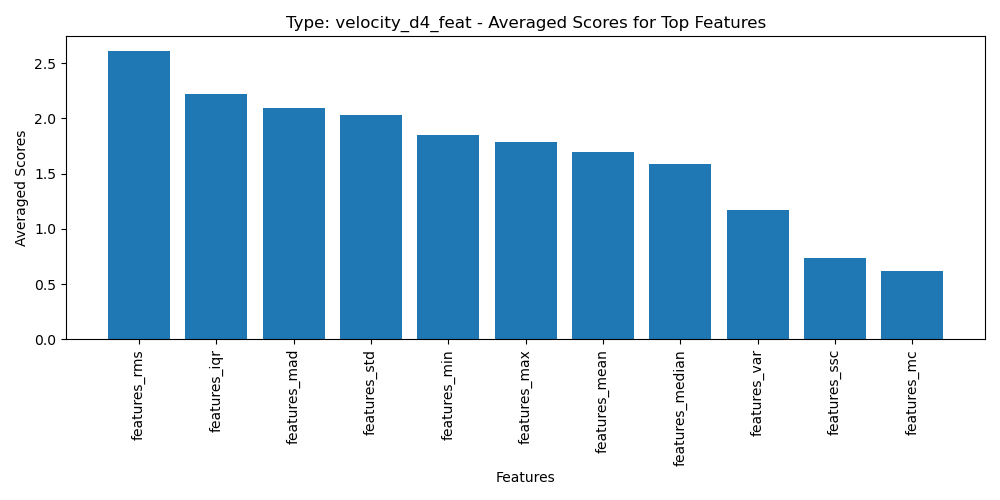 Type: velocity_d4_feat - Averaged Scores for Top Features
Averaged Scores
2.5
2.0
1.5
1.0
0.5
0.0
features_rms
features_iqr
features_mad
features_std
features_min
features_max
features_mean
features_median
features_var
features_ssc
features_mc
Features